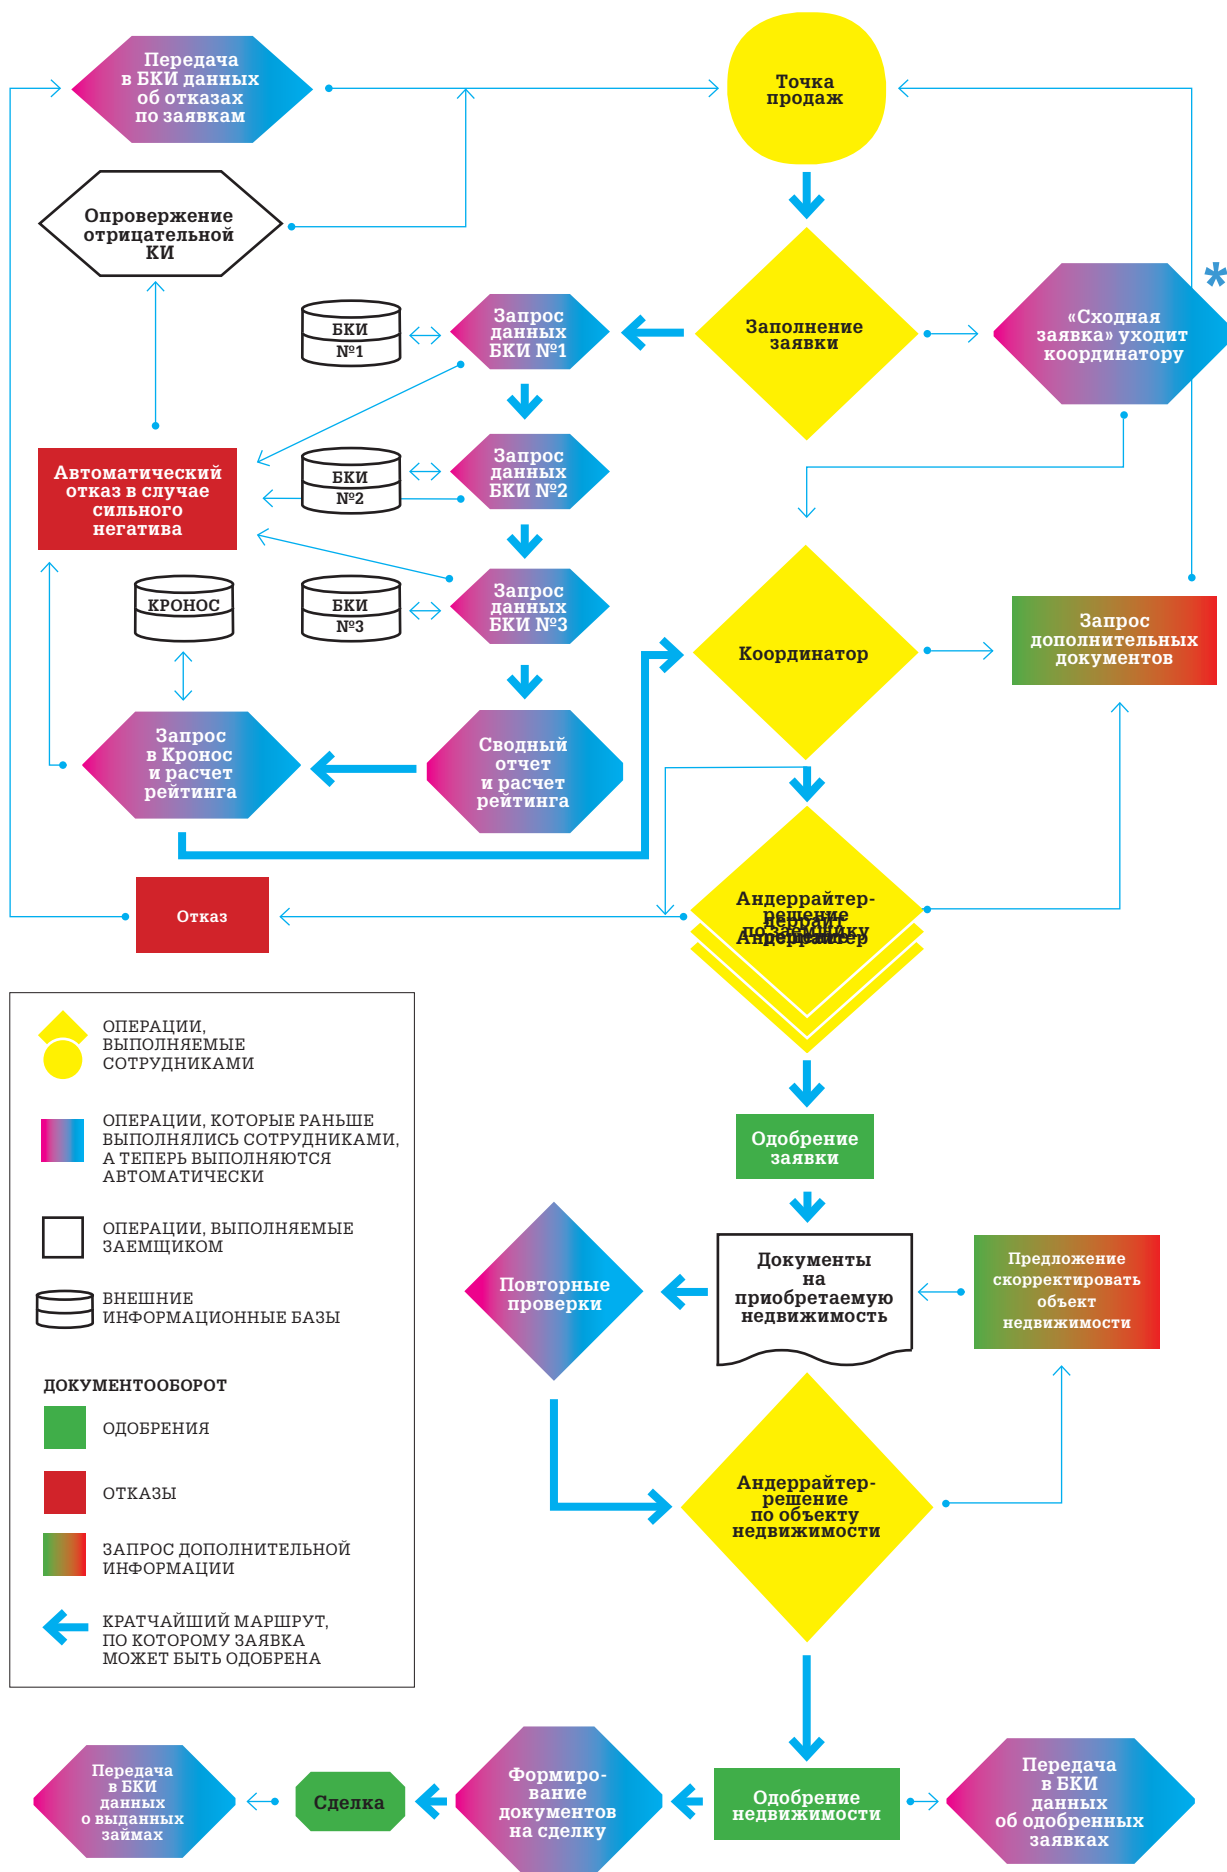 Передача
в БКИ данных
об отказах
по заявкам
Точка
продаж
Опровержение
отрицательной
КИ
БКИ
№1
Запрос
данных
БКИ №1
Заполнение
заявки
*
«Сходная
заявка» уходит
координатору
Автоматический
отказ в случае
сильного
негатива
БКИ
№2
Запрос
данных
БКИ №2
КРОНОС
БКИ
№3
Запрос
данных
БКИ №3
Координатор
Запрос
дополнительных
документов
Запрос
в Кронос
и расчет
рейтинга
Сводный
отчет
и расчет
рейтинга
Отказ
Андеррайтер-
решение
по заемщику
Андеррайтер
ОПЕРАЦИИ,
ВЫПОЛНЯЕМЫЕ
СОТРУДНИКАМИ
ОПЕРАЦИИ, КОТОРЫЕ РАНЬШЕ
ВЫПОЛНЯЛИСЬ СОТРУДНИКАМИ,
А ТЕПЕРЬ ВЫПОЛНЯЮТСЯ
АВТОМАТИЧЕСКИ
ОПЕРАЦИИ, ВЫПОЛНЯЕМЫЕ
ЗАЕМЩИКОМ
ВНЕШНИЕ
ИНФОРМАЦИОННЫЕ БАЗЫ
ДОКУМЕНТООБОРОТ
ОДОБРЕНИЯ
ОТКАЗЫ
ЗАПРОС ДОПОЛНИТЕЛЬНОЙ
ИНФОРМАЦИИ
КРАТЧАЙШИЙ МАРШРУТ,
ПО КОТОРОМУ ЗАЯВКА
МОЖЕТ БЫТЬ ОДОБРЕНА
Одобрение
заявки
Повторные
проверки
Документы
на
приобретаемую
недвижимость
Предложение
скорректировать
объект
недвижимости
Андеррайтер-
решение
по объекту
недвижимости
Передача
в БКИ
данных
о выданных
займах
Сделка
Формиро-
вание
документов
на сделку
Одобрение
недвижимости
Передача
в БКИ
данных
об одобренных
заявках